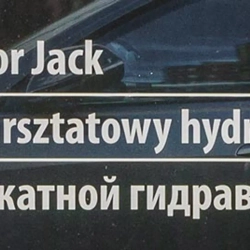 or Jack
rsztatowy hydr
катной гидрав